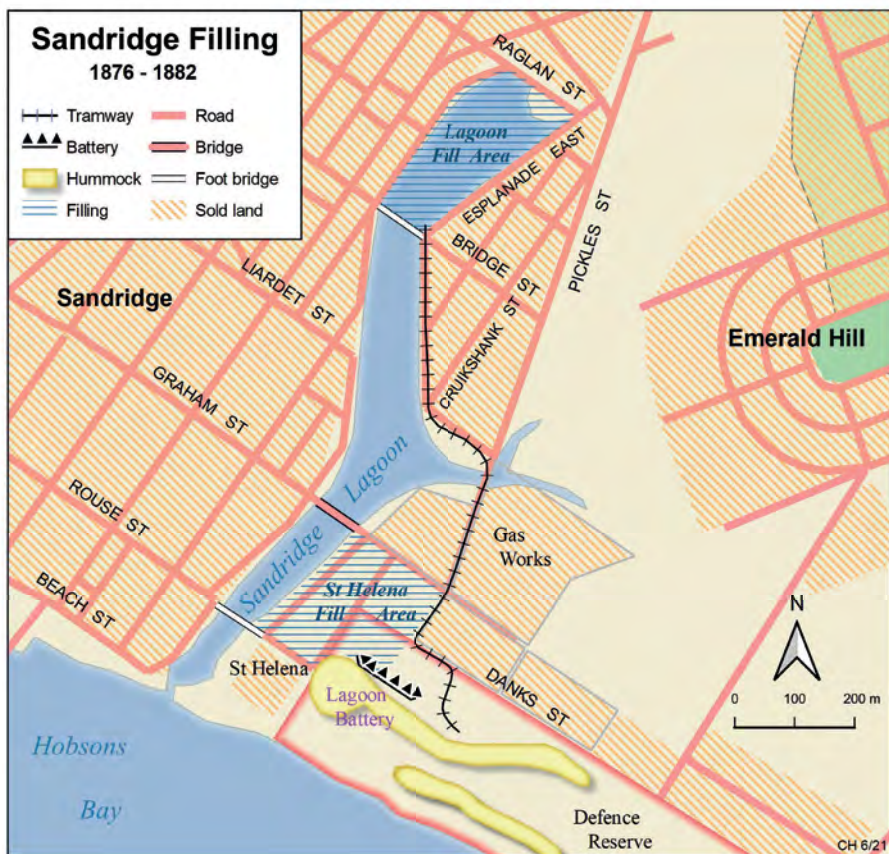 Sandridge Filling
1876 - 1882
Tramway
Road
Battery
Bridge
Hummock
Foot bridge
Filling
Sold land
RAGLAN ST
Lagoon
Fill Area
ESPLANADE EAST
BRIDGE ST
PICKLES ST
CRUIKSHANK ST
LIARDET ST
Sandridge
Emerald Hill
GRAHAM ST
ROUSE ST
BEACH ST
Sandridge Lagoon
Gas
Works
St Helena
Fill Area
St Helena
DANKS ST
Lagoon
Battery
N
0 100 200 m
Hobsons
Bay
Defence
Reserve
CH 6/21